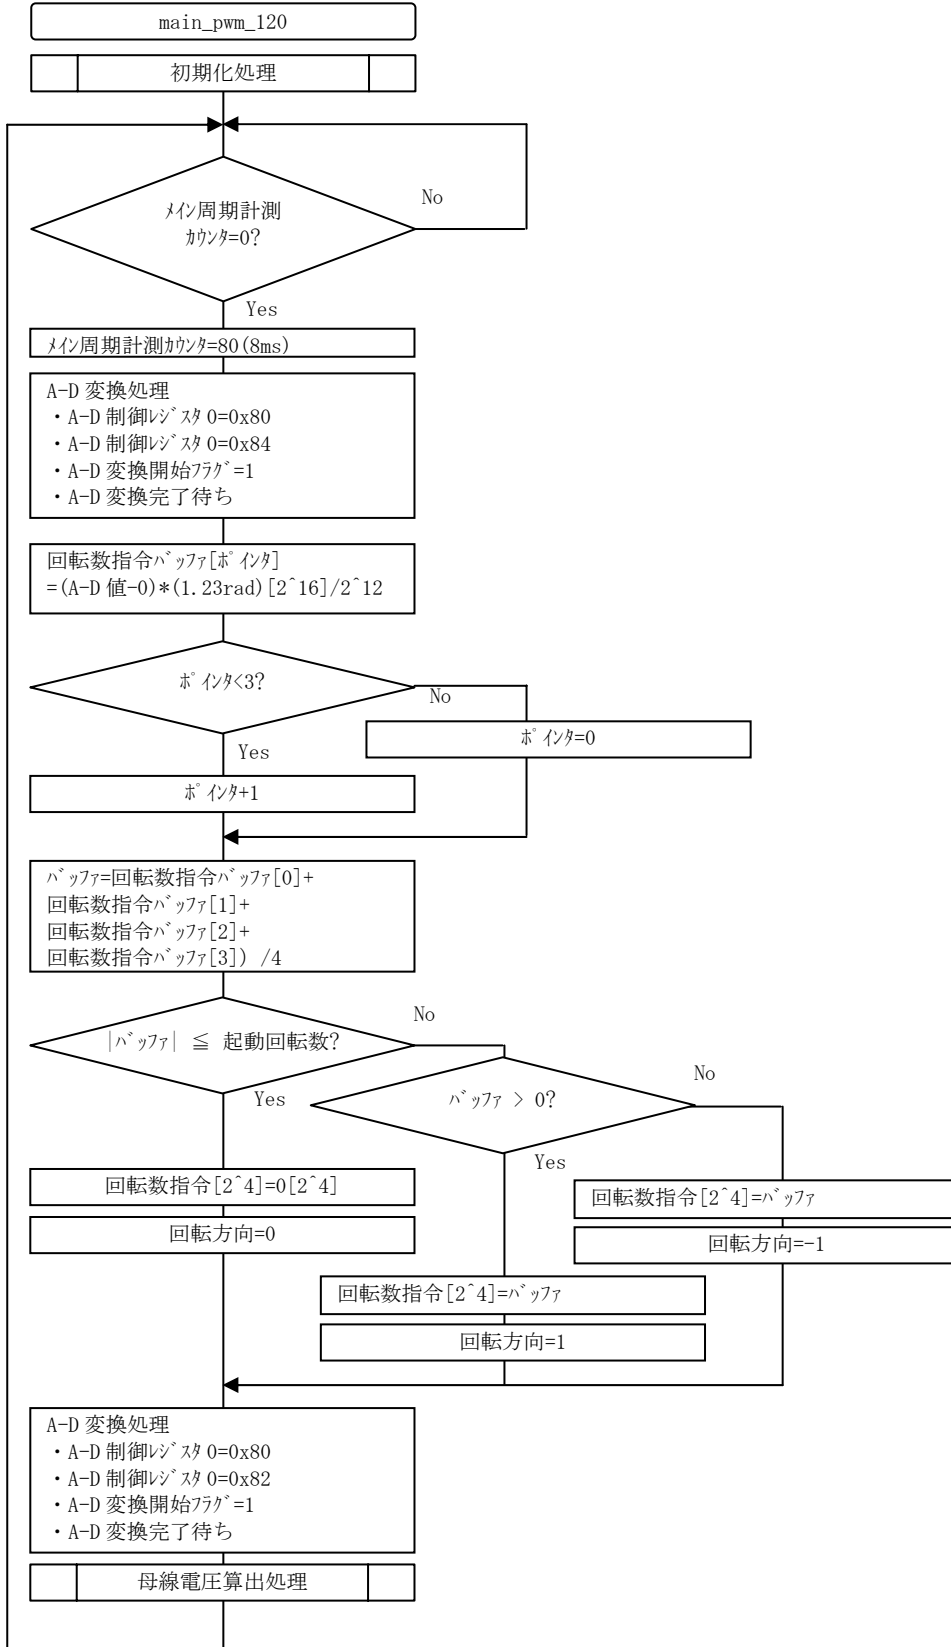 main_pwm_120
初期化処理
No
ﾒｲﾝ周期計測
ｶｳﾝﾀ=0?
Yes
ﾒｲﾝ周期計測ｶｳﾝﾀ=80(8ms)
A-D 変換処理
・A-D 制御ﾚｼﾞｽﾀ 0=0x80
・A-D 制御ﾚｼﾞｽﾀ 0=0x84
・A-D 変換開始ﾌﾗｸﾞ=1
・A-D 変換完了待ち
回転数指令ﾊﾞｯﾌｧ[ﾎﾟｲﾝﾀ]
=(A-D 値-0)*(1.23rad)[2^16]/2^12
ﾎﾟｲﾝﾀ<3?
No
ﾎﾟｲﾝﾀ=0
Yes
ﾎﾟｲﾝﾀ+1
ﾊﾞｯﾌｧ=回転数指令ﾊﾞｯﾌｧ[0]+
回転数指令ﾊﾞｯﾌｧ[1]+
回転数指令ﾊﾞｯﾌｧ[2]+
回転数指令ﾊﾞｯﾌｧ[3]) /4
No
|ﾊﾞｯﾌｧ| ≦ 起動回転数?
No
Yes
ﾊﾞｯﾌｧ > 0?
Yes
回転数指令[2^4]=0[2^4]
回転数指令[2^4]=ﾊﾞｯﾌｧ
回転方向=0
回転方向=-1
回転数指令[2^4]=ﾊﾞｯﾌｧ
回転方向=1
A-D 変換処理
・A-D 制御ﾚｼﾞｽﾀ 0=0x80
・A-D 制御ﾚｼﾞｽﾀ 0=0x82
・A-D 変換開始ﾌﾗｸﾞ=1
・A-D 変換完了待ち
母線電圧算出処理